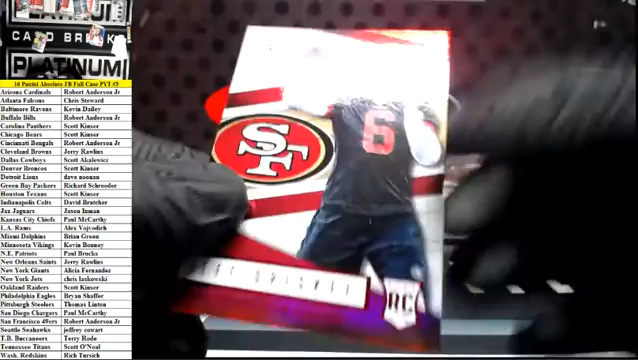 CARD BREAKS
PLATINUM
16 Panini Absolute FB Full Case PYT #3
Arizona Cardinals Robert Anderson Jr
Atlanta Falcons Chris Steward
Baltimore Ravens Kevin Dailey
Buffalo Bills Robert Anderson Jr
Carolina Panthers Scott Kinser
Chicago Bears Scott Kinser
Cincinnati Bengals Robert Anderson Jr
Cleveland Browns Jerry Rawlins
Dallas Cowboys Scott Akalewicz
Denver Broncos Scott Kinser
Detroit Lions dave noonan
Green Bay Packers Richard Schroeder
Houston Texans Scott Kinser
Indianapolis Colts David Bratcher
Jax Jaguars Jason Inman
Kansas City Chiefs Paul McCarthy
L.A. Rams Alex Vojvodich
Miami Dolphins Brian Green
Minnesota Vikings Kevin Bonney
N.E. Patriots Paul Brucks
New Orleans Saints Jerry Rawlins
New York Giants Alicia Fernandez
New York Jets chris laskowski
Oakland Raiders Scott Kinser
Philadelphia Eagles Bryan Shaffer
Pittsburgh Steelers Thomas Linton
San Diego Chargers Paul McCarthy
San Francisco 49ers Robert Anderson Jr
Seattle Seahawks jeffrey cowart
T.B. Buccaneers Terry Rode
Tennessee Titans Scott O'Neal
Wash. Redskins Rich Tursich
SF
6
DRISKEL
RC